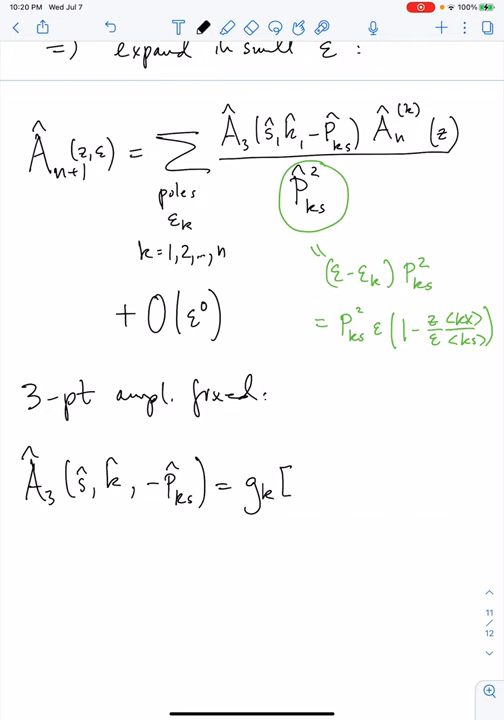 10:20 PM Wed Jul 7
100%
=) expand in small ε :
Â_{n+1}(z,ε) = Σ Â_3(ŝ, k̂, -P̂_{ks}) Â_n^{(k)}(z) / P̂_{ks}^2
poles
ε_k
k = 1,2,..,n
" (ε-ε_k) P_{ks}^2
= P_{ks}^2 ε (1 - z/ε <kx>/<ks>)
+ O(ε^0)
3-pt ampl. fixed:
Â_3(ŝ, k̂, -P̂_{ks}) = g_k [
11
/
12